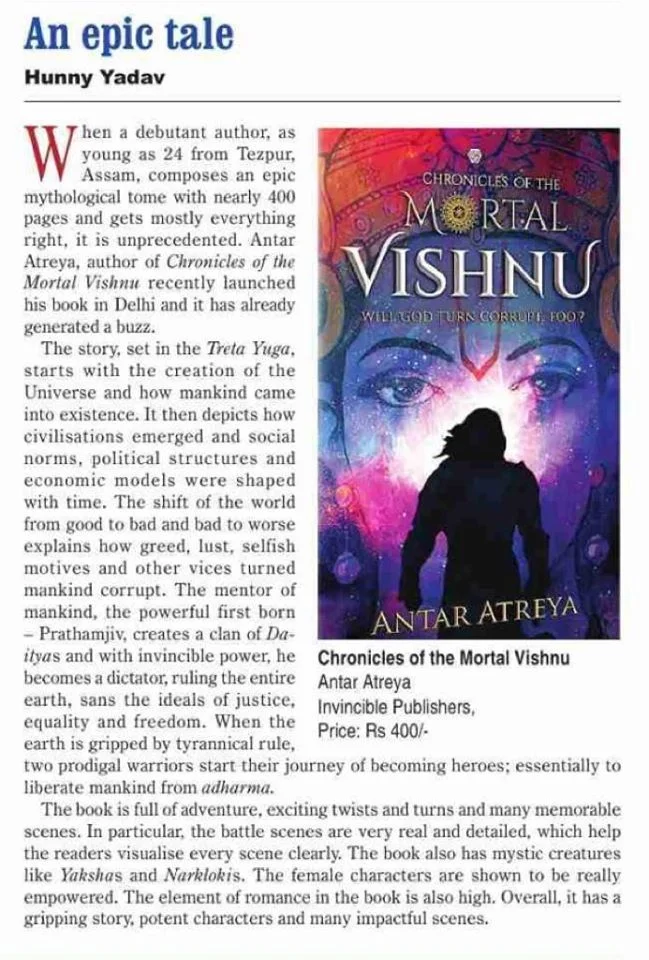 An epic tale
Hunny Yadav
When a debutant author, as
young as 24 from Tezpur,
Assam, composes an epic
mythological tome with nearly 400
pages and gets mostly everything
right, it is unprecedented. Antar
Atreya, author of Chronicles of the
Mortal Vishnu recently launched
his book in Delhi and it has already
generated a buzz.
The story, set in the Treta Yuga,
starts with the creation of the
Universe and how mankind came
into existence. It then depicts how
civilisations emerged and social
norms, political structures and
economic models were shaped
with time. The shift of the world
from good to bad and bad to worse
explains how greed, lust, selfish
motives and other vices turned
mankind corrupt. The mentor of
mankind, the powerful first born
– Prathamjiv, creates a clan of Da-
ityas and with invincible power, he
becomes a dictator, ruling the entire
earth, sans the ideals of justice,
equality and freedom. When the
earth is gripped by tyrannical rule,
two prodigal warriors start their journey of becoming heroes; essentially to
liberate mankind from adharma.
The book is full of adventure, exciting twists and turns and many memorable
scenes. In particular, the battle scenes are very real and detailed, which help
the readers visualise every scene clearly. The book also has mystic creatures
like Yakshas and Narklokis. The female characters are shown to be really
empowered. The element of romance in the book is also high. Overall, it has a
gripping story, potent characters and many impactful scenes.
CHRONICLES OF THE
MORTAL
VISHNU
WILL GOD TURN CORRUPT, TOO?
ANTAR ATREYA
Chronicles of the Mortal Vishnu
Antar Atreya
Invincible Publishers,
Price: Rs 400/-